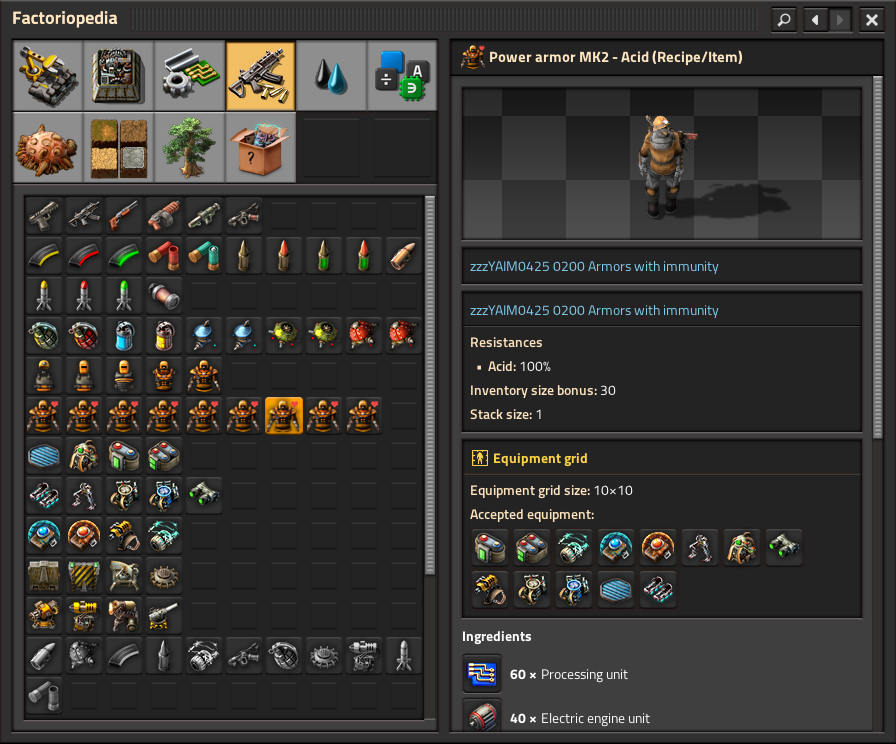 Factoriopedia
Power armor MK2 - Acid (Recipe/Item)
zzzYAIM0425 0200 Armors with immunity
zzzYAIM0425 0200 Armors with immunity
Resistances
▪ Acid: 100%
Inventory size bonus: 30
Stack size: 1
Equipment grid
Equipment grid size: 10×10
Accepted equipment:
Ingredients
60 × Processing unit
40 × Electric engine unit